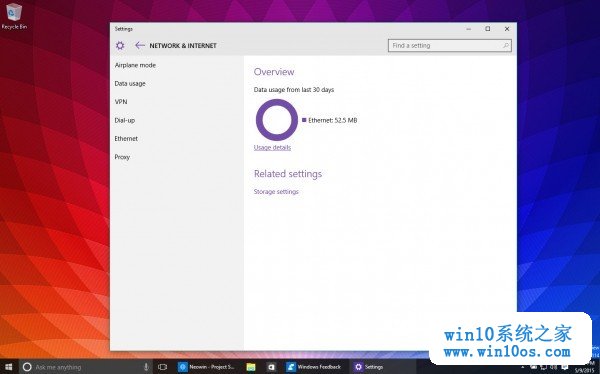 Recycle Bin
Settings
NETWORK & INTERNET
Find a setting
Airplane mode
Data usage
VPN
Dial-up
Ethernet
Proxy
Overview
Data usage from last 30 days
Ethernet: 52.5 MB
Usage details
Related settings
Storage settings
win10系统之家
www.win10os.com
Ask me anything
Neowin - Project S...
Windows Feedback
Settings
5/9/2015